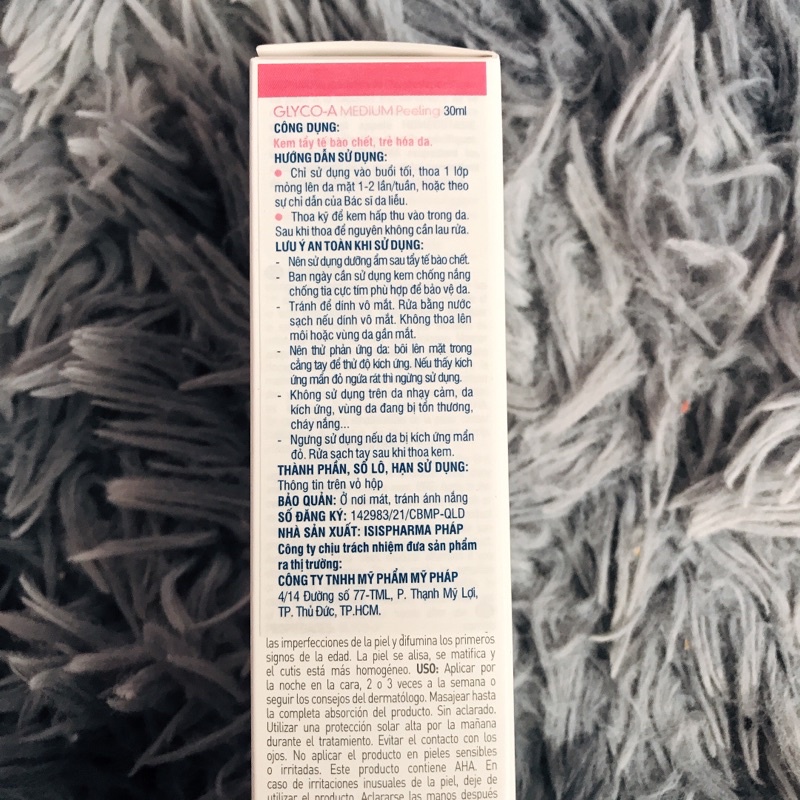 GLYCO-A MEDIUM Peeling 30ml
CÔNG DỤNG:
Kem tẩy tế bào chết, trẻ hóa da.
HƯỚNG DẪN SỬ DỤNG:
● Chỉ sử dụng vào buổi tối, thoa 1 lớp
mỏng lên da mặt 1-2 lần/tuần, hoặc theo
sự chỉ dẫn của Bác sĩ da liễu.
● Thoa kỹ để kem hấp thu vào trong da.
Sau khi thoa để nguyên không cần lau rửa.
LƯU Ý AN TOÀN KHI SỬ DỤNG:
- Nên sử dụng dưỡng ẩm sau tẩy tế bào chết.
- Ban ngày cần sử dụng kem chống nắng
chống tia cực tím phù hợp để bảo vệ da.
- Tránh để dính vô mắt. Rửa bằng nước
sạch nếu dính vô mắt. Không thoa lên
môi hoặc vùng da gần mắt.
- Nên thử phản ứng da: bôi lên mặt trong
cẳng tay để thử độ kích ứng. Nếu thấy kích
ứng mẩn đỏ ngứa rát thì ngừng sử dụng.
- Không sử dụng trên da nhạy cảm, da
kích ứng, vùng da đang bị tổn thương,
cháy nắng...
- Ngưng sử dụng nếu da bị kích ứng mẩn
đỏ. Rửa sạch tay sau khi thoa kem.
THÀNH PHẦN, SỐ LÔ, HẠN SỬ DỤNG:
Thông tin trên vỏ hộp
BẢO QUẢN: Ở nơi mát, tránh ánh nắng
SỐ ĐĂNG KÝ: 142983/21/CBMP-QLD
NHÀ SẢN XUẤT: ISISPHARMA PHÁP
Công ty chịu trách nhiệm đưa sản phẩm
ra thị trường:
CÔNG TY TNHH MỸ PHẨM MỸ PHÁP
4/14 Đường số 77-TML, P. Thạnh Mỹ Lợi,
TP. Thủ Đức, TP.HCM.
las imperfecciones de la piel y difumina los primeros
signos de la edad. La piel se alisa, se matifica y
el cutis está más homogéneo. USO: Aplicar por
la noche en la cara, 2 o 3 veces a la semana o
seguir los consejos del dermatólogo. Masajear hasta
la completa absorción del producto. Sin aclarado.
Utilizar una protección solar alta por la mañana
durante el tratamiento. Evitar el contacto con los
ojos. No aplicar el producto en pieles sensibles
o irritadas. Este producto contiene AHA. En
caso de irritaciones inusuales de la piel, deje de
utilizar el producto. Aclararse las manos después